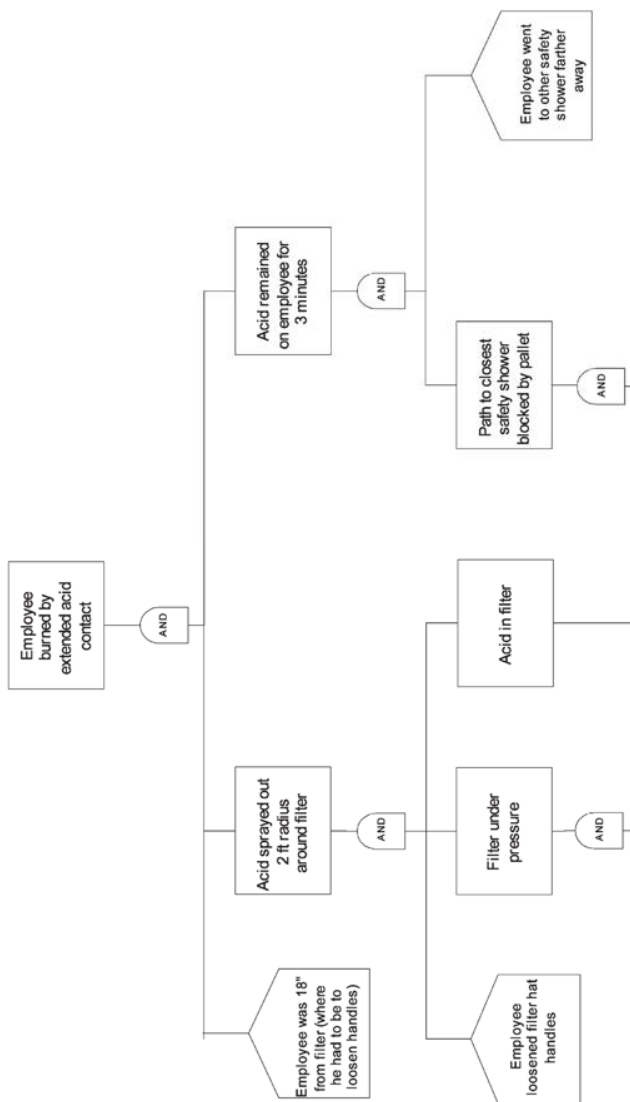 Employee
burned by
extended acid
contact
AND
Employee was 18"
from filter (where
he had to be to
loosen handles)
Acid sprayed out
2 ft radius
around filter
Acid remained
on employee for
3 minutes
AND
AND
Employee
loosened filter hat
handles
Filter under
pressure
Acid in filter
Path to closest
safety shower
blocked by pallet
Employee went
to other safety
shower farther
away
AND
AND